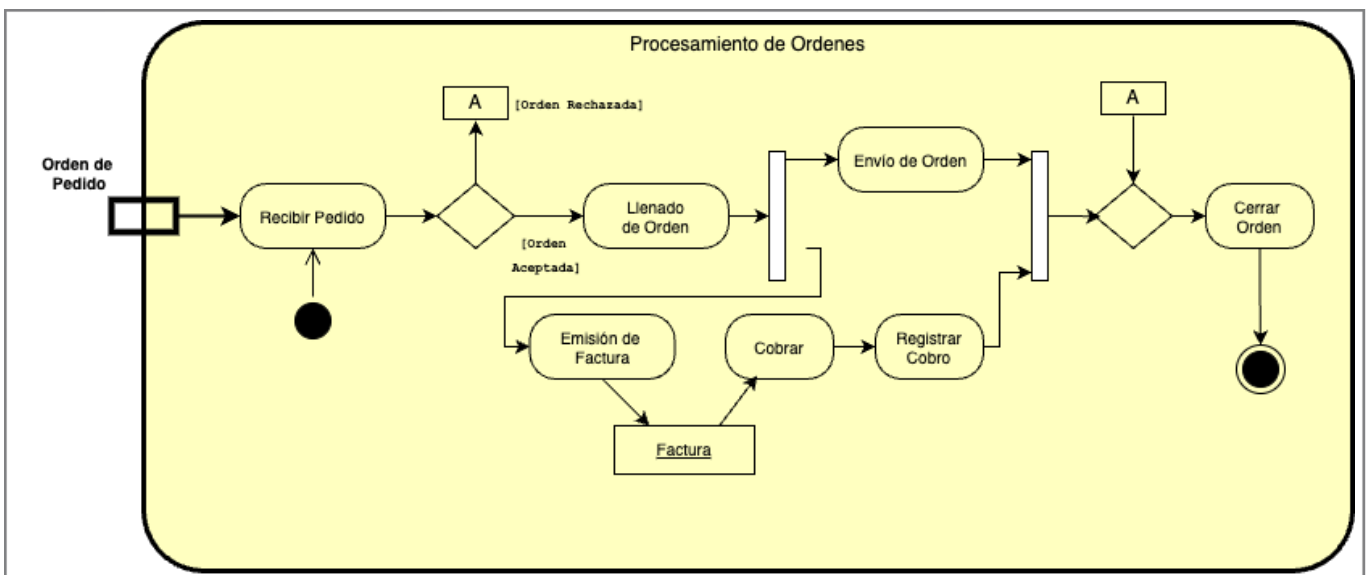 Procesamiento de Ordenes
A
[Orden Rechazada]
A
Orden de
Pedido
Recibir Pedido
[Orden
Aceptada]
Llenado
de Orden
Envío de Orden
Cerrar
Orden
Emisión de
Factura
Cobrar
Registrar
Cobro
Factura